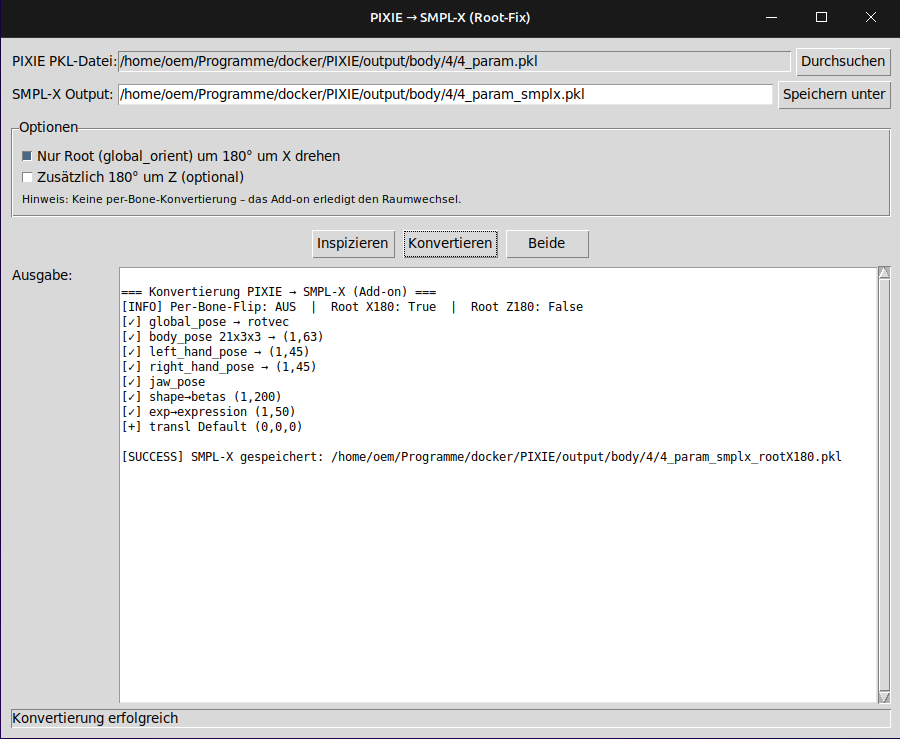 PIXIE → SMPL-X (Root-Fix)
PIXIE PKL-Datei: /home/oem/Programme/docker/PIXIE/output/body/4/4_param.pkl Durchsuchen
SMPL-X Output: /home/oem/Programme/docker/PIXIE/output/body/4/4_param_smplx.pkl Speichern unter
Optionen
Nur Root (global_orient) um 180° um X drehen
Zusätzlich 180° um Z (optional)
Hinweis: Keine per-Bone-Konvertierung – das Add-on erledigt den Raumwechsel.
Inspizieren Konvertieren Beide
Ausgabe:
=== Konvertierung PIXIE → SMPL-X (Add-on) ===
[INFO] Per-Bone-Flip: AUS | Root X180: True | Root Z180: False
[✓] global_pose → rotvec
[✓] body_pose 21x3x3 → (1,63)
[✓] left_hand_pose → (1,45)
[✓] right_hand_pose → (1,45)
[✓] jaw_pose
[✓] shape→betas (1,200)
[✓] exp→expression (1,50)
[+] transl Default (0,0,0)
[SUCCESS] SMPL-X gespeichert: /home/oem/Programme/docker/PIXIE/output/body/4/4_param_smplx_rootX180.pkl
Konvertierung erfolgreich